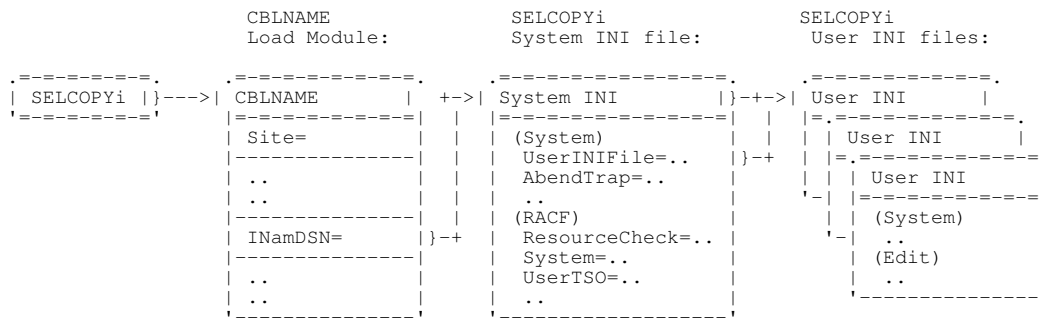 CBLNAME SELCOPYi SELCOPYi
Load Module: System INI file: User INI files:
SELCOPYi CBLNAME System INI User INI
Site= (System) User INI
UserINIFile=..
.. AbendTrap=.. User INI
.. ..
(RACF) (System)
INamDSN= ResourceCheck=.. ..
System=.. (Edit)
.. UserTSO=.. ..
.. ..